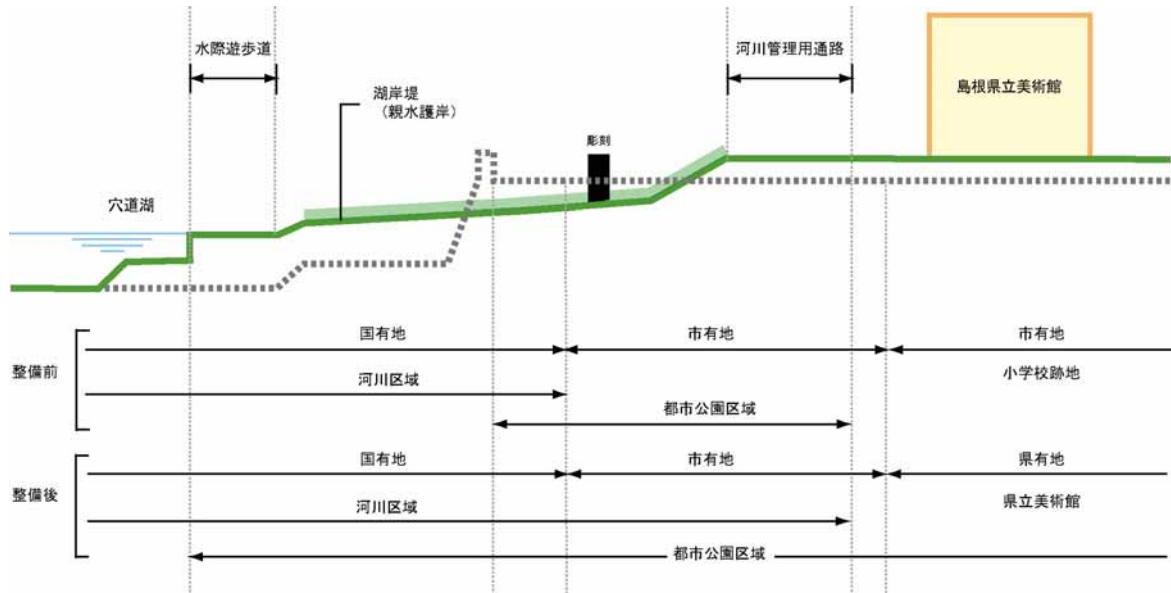 水際遊歩道
河川管理用通路
島根県立美術館
湖岸堤
（親水護岸）
彫刻
穴道湖
整備前
国有地
市有地
市有地
小学校跡地
河川区域
都市公園区域
整備後
国有地
市有地
県有地
県立美術館
河川区域
都市公園区域